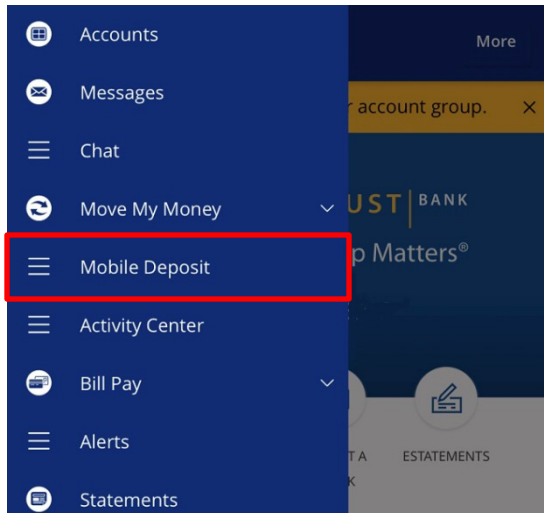 Accounts
More
Messages
account group.
Chat
Move My Money
UST BANK
p Matters®
Mobile Deposit
Activity Center
Bill Pay
Alerts
T A
ESTATEMENTS
K
Statements